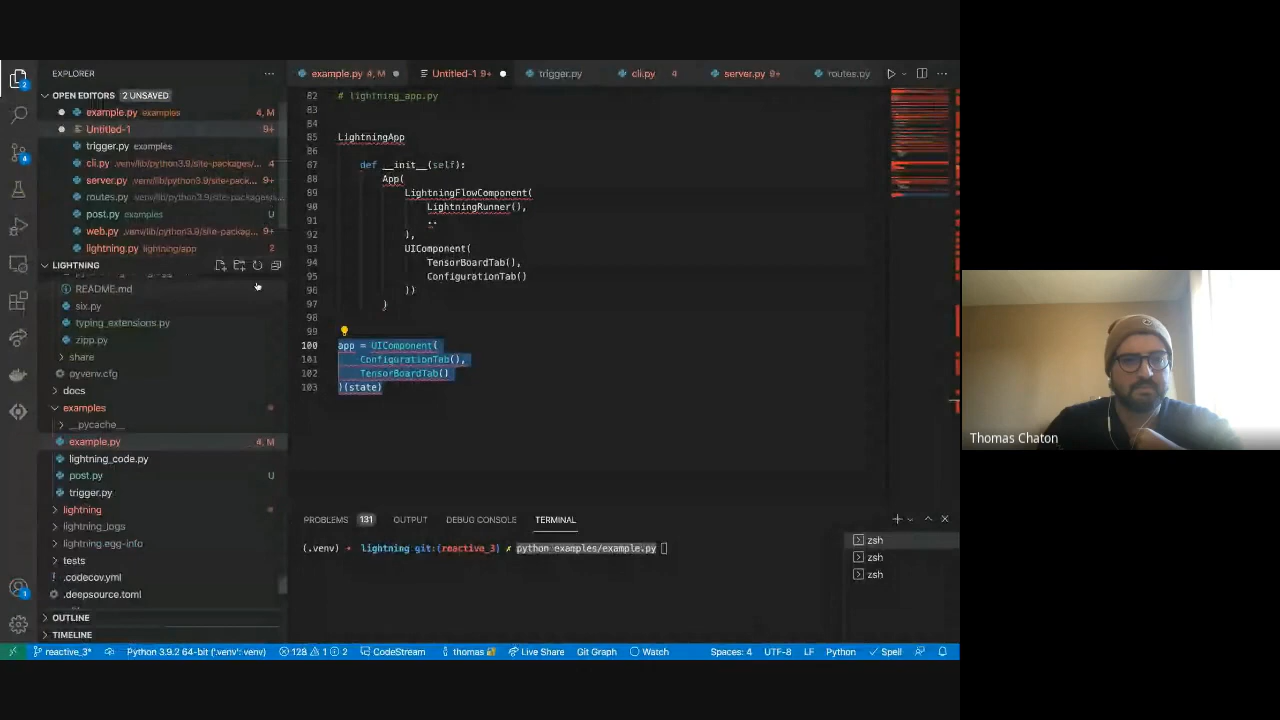 EXPLORER
OPEN EDITORS 2 UNSAVED
example.py examples 4, M
Untitled-1 9+
trigger.py examples
cli.py .venv/lib/python3.9/site-packages/... 4
server.py .venv/lib/python3.9/site-pack... 9+
routes.py .venv/lib/python3.9/site-packages...
post.py examples U
web.py .venv/lib/python3.9/site-packag... 9+
lightning.py lightning/app 2
LIGHTNING
README.md
six.py
typing_extensions.py
zipp.py
share
pyvenv.cfg
docs
examples
__pycache__
example.py 4, M
lightning_code.py
post.py U
trigger.py
lightning
lightning_logs
lightning.egg-info
tests
.codecov.yml
.deepsource.toml
OUTLINE
TIMELINE
example.py 4, M
Untitled-1 9+
trigger.py
cli.py 4
server.py 9+
routes.py
82 # lightning_app.py
83
84
85 LightningApp
86
87 def __init__(self):
88 App(
89 LightningFlowComponent(
90 LightningRunner(),
91 ..
92 ),
93 UIComponent(
94 TensorBoardTab(),
95 ConfigurationTab()
96 ))
97 )
98
99
100 app = UIComponent(
101 ConfigurationTab(),
102 TensorBoardTab()
103 )(state)
PROBLEMS 131 OUTPUT DEBUG CONSOLE TERMINAL
(.venv) → lightning git:(reactive_3) ✗ python examples/example.py
zsh
zsh
zsh
reactive_3* Python 3.9.2 64-bit ('.venv': venv) 128 1 2 CodeStream thomas Live Share Git Graph Watch Spaces: 4 UTF-8 LF Python Spell
Thomas Chaton